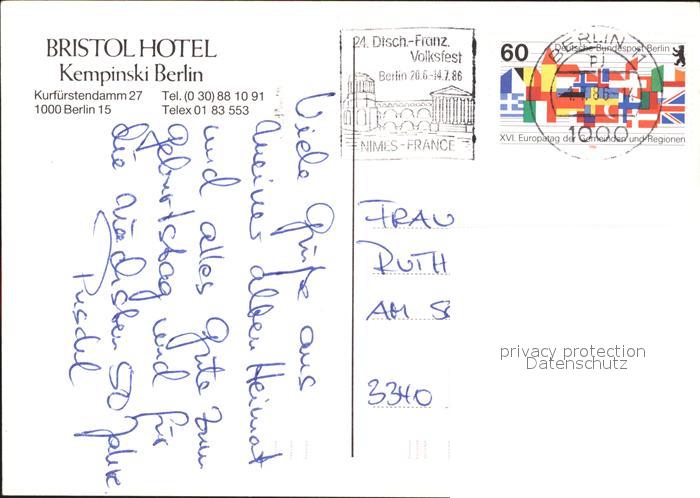 BRISTOL HOTEL
Kempinski Berlin
Kurfürstendamm 27 Tel. (0 30) 88 10 91
1000 Berlin 15 Telex 01 83 553
Viele Grüße aus
meiner alten Heimat
und alles Gute zum
Geburtstag und für
die nächsten 50 Jahre
24. Dtsch.-Franz.
Volksfest
Berlin 20.6.-14.7.86
NIMES-FRANCE
60
Deutsche Bundespost Berlin
XVI. Europatag der Gemeinden und Regionen
BERLIN 11
1000
FRAU
RUTH
AM
3340
privacy protection
Datenschutz